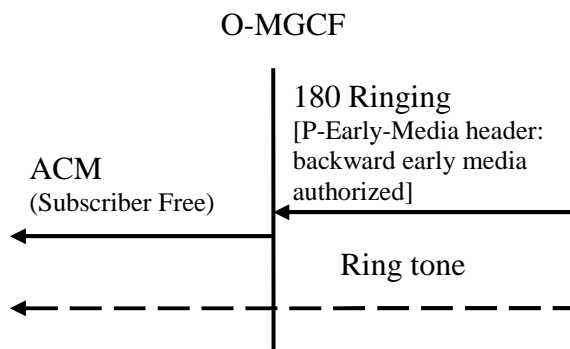 O-MGCF
180 Ringing
[P-Early-Media header:
backward early media
authorized]
ACM
(Subscriber Free)
Ring tone